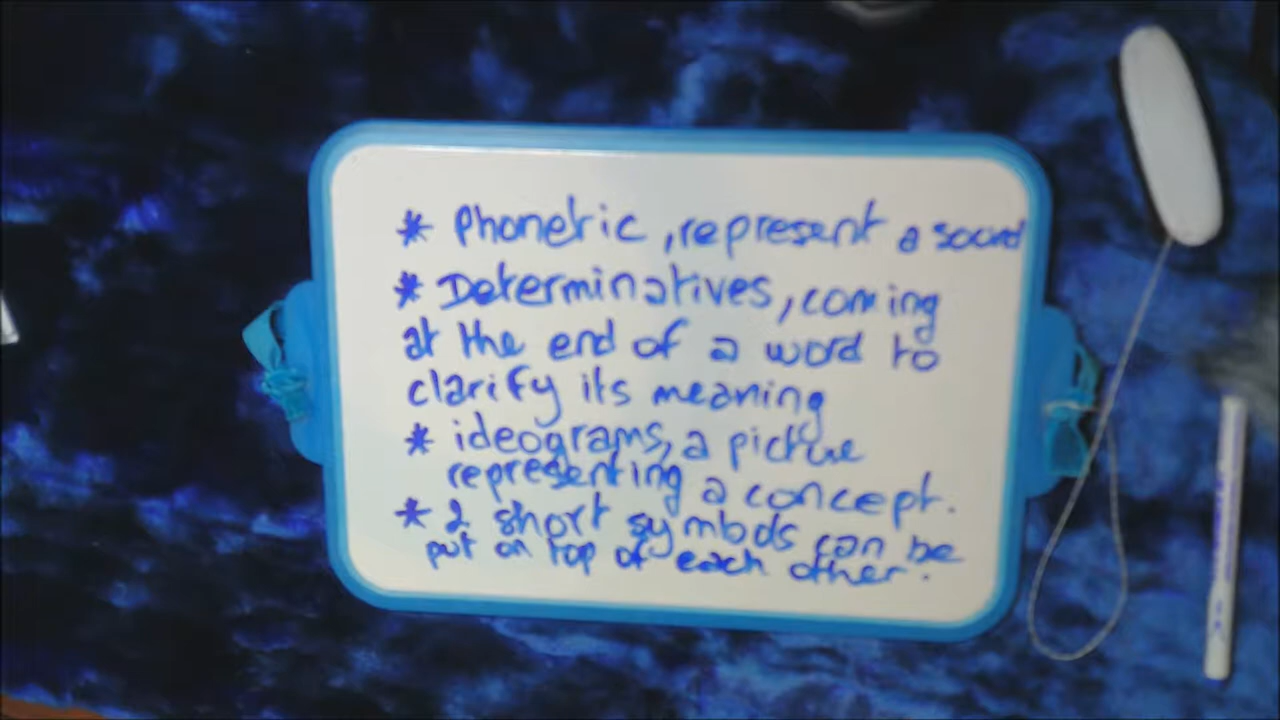 * Phonetic, represent a sound
* Determinatives, coming
at the end of a word to
clarify its meaning
* ideograms, a picture
representing a concept.
* 2 short symbols can be
put on top of each other.